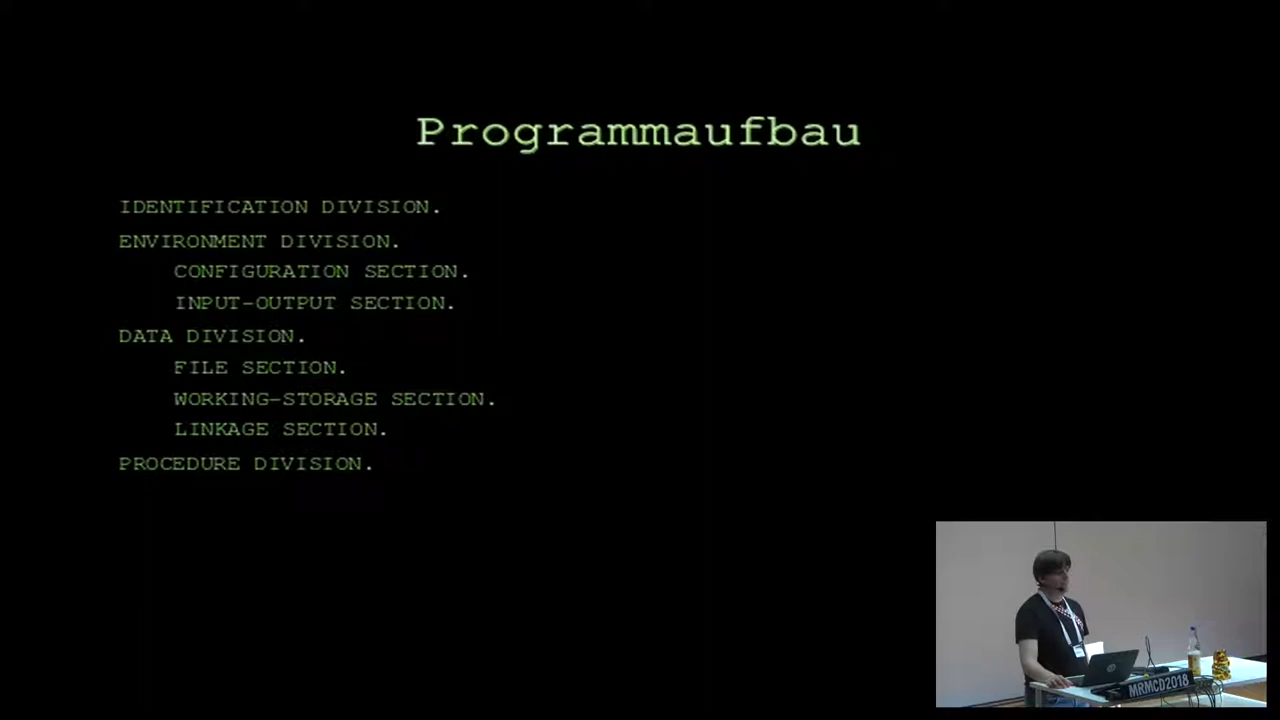 Programmaufbau
IDENTIFICATION DIVISION.
ENVIRONMENT DIVISION.
CONFIGURATION SECTION.
INPUT-OUTPUT SECTION.
DATA DIVISION.
FILE SECTION.
WORKING-STORAGE SECTION.
LINKAGE SECTION.
PROCEDURE DIVISION.
MRMCD2018